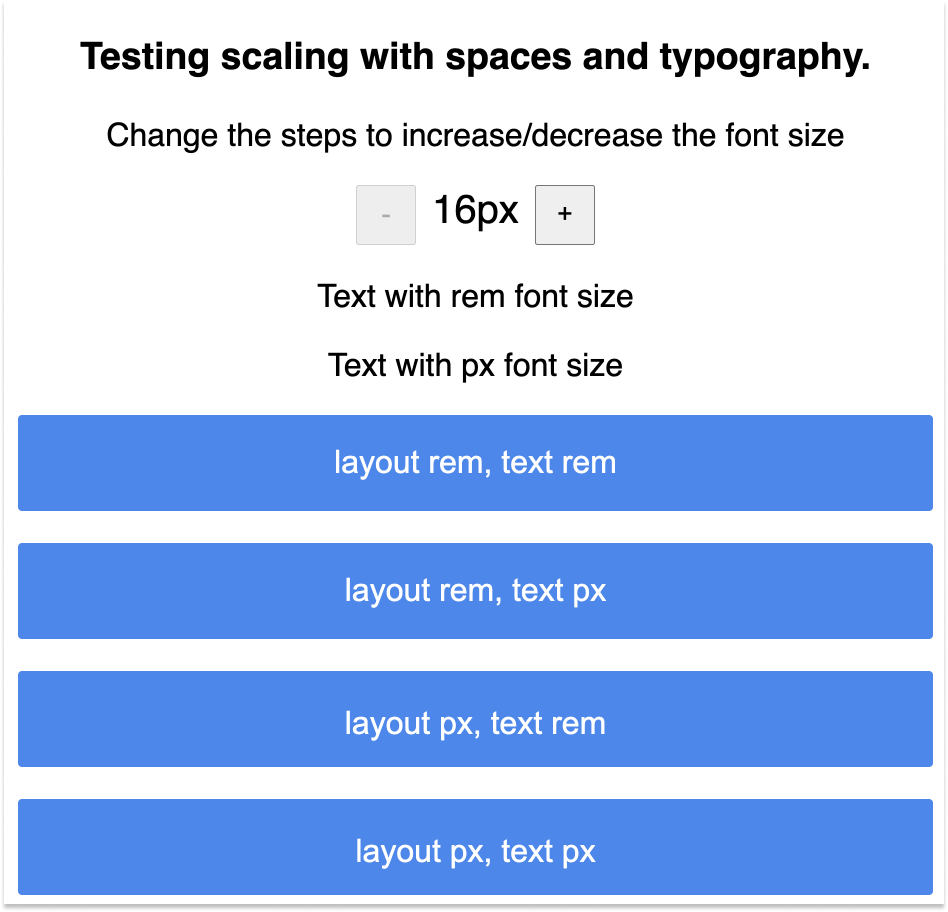 Testing scaling with spaces and typography.
Change the steps to increase/decrease the font size
- 16px +
Text with rem font size
Text with px font size
layout rem, text rem
layout rem, text px
layout px, text rem
layout px, text px